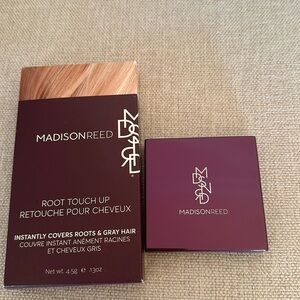 MADISONREED
ROOT TOUCH UP
RETOUCHE POUR CHEVEUX
INSTANTLY COVERS ROOTS & GRAY HAIR
COUVRE INSTANT ANÉMENT RACINES
ET CHEVEUX GRIS
Net wt. 4.5g e .13oz
MADISONREED